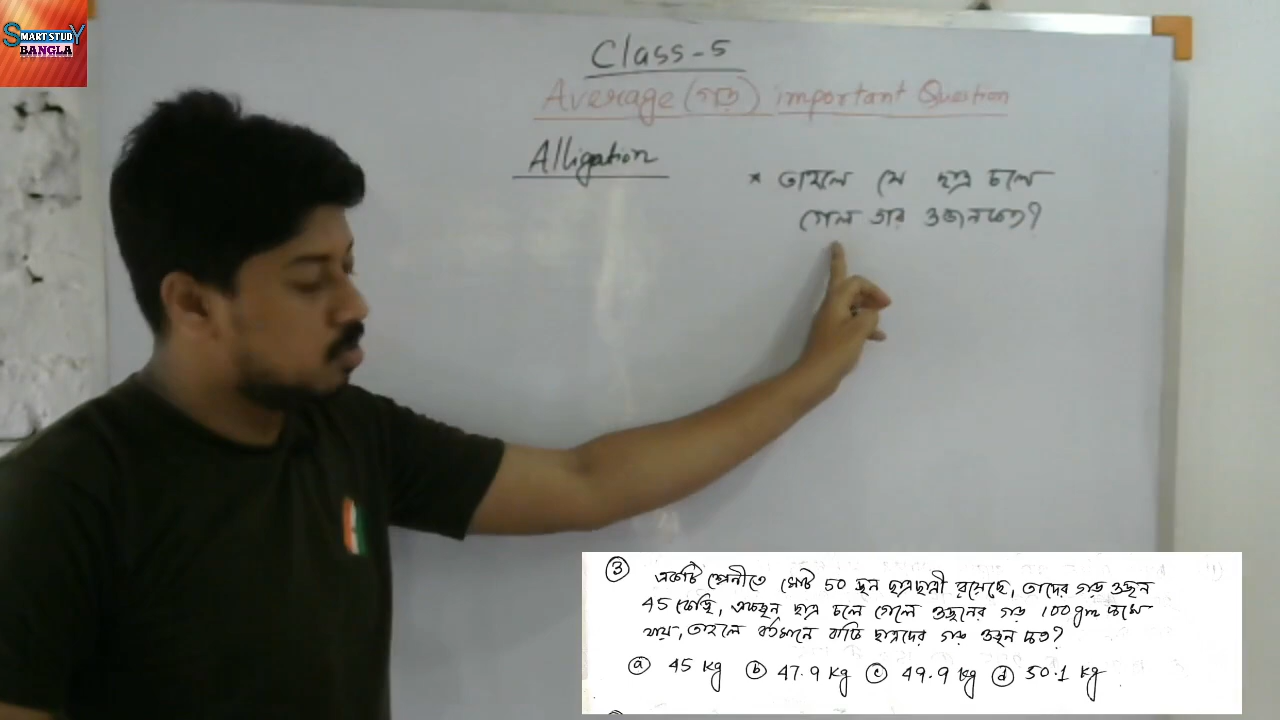 SMART STUDY
BANGLA
Class-5
Average (গড়) important Question
Alligation
* তাহলে যে ছাত্র চলে
গেল তার ওজন কত?
③ একটি শ্রেনীতে মোট 50 জন ছাত্রছাত্রী রয়েছে, তাদের গড় ওজন
45 কেজি, একজন ছাত্র চলে গেলে ওজনের গড় 100gm কমে
যায়, তাহলে বর্তমানে বাকি ছাত্রদের গড় ওজন কত?
ⓐ 45 kg ⓑ 47.9 kg ⓒ 49.9 kg ⓓ 50.1 kg